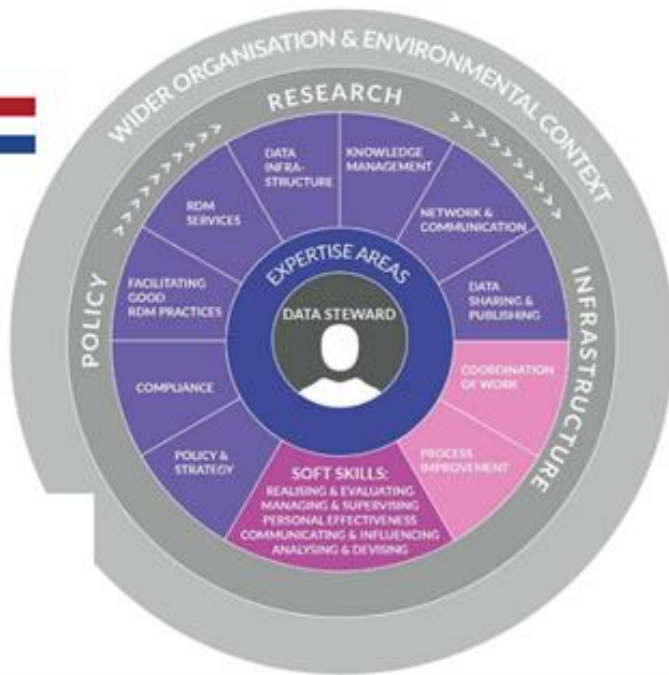 WIDER ORGANISATION & ENVIRONMENTAL CONTEXT
RESEARCH
POLICY
INFRASTRUCTURE
>>>>>>>>>>>
>>>>>>>>>>>
DATA
INFRA-
STRUCTURE
KNOWLEDGE
MANAGEMENT
RDM
SERVICES
NETWORK &
COMMUNICATION
FACILITATING
GOOD
RDM PRACTICES
DATA
SHARING &
PUBLISHING
EXPERTISE AREAS
DATA STEWARD
COMPLIANCE
COORDINATION
OF WORK
POLICY &
STRATEGY
PROCESS
IMPROVEMENT
SOFT SKILLS:
REALISING & EVALUATING
MANAGING & SUPERVISING
PERSONAL EFFECTIVENESS
COMMUNICATING & INFLUENCING
ANALYSING & DEVISING